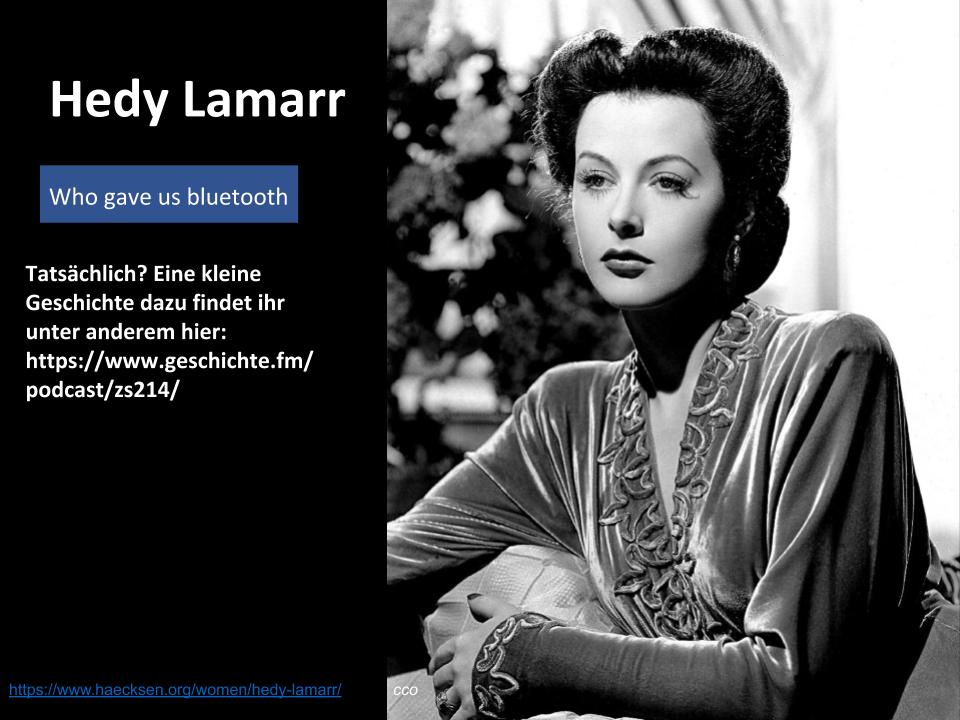 Hedy Lamarr
Who gave us bluetooth
Tatsächlich? Eine kleine
Geschichte dazu findet ihr
unter anderem hier:
https://www.geschichte.fm/
podcast/zs214/
https://www.haecksen.org/women/hedy-lamarr/
cco